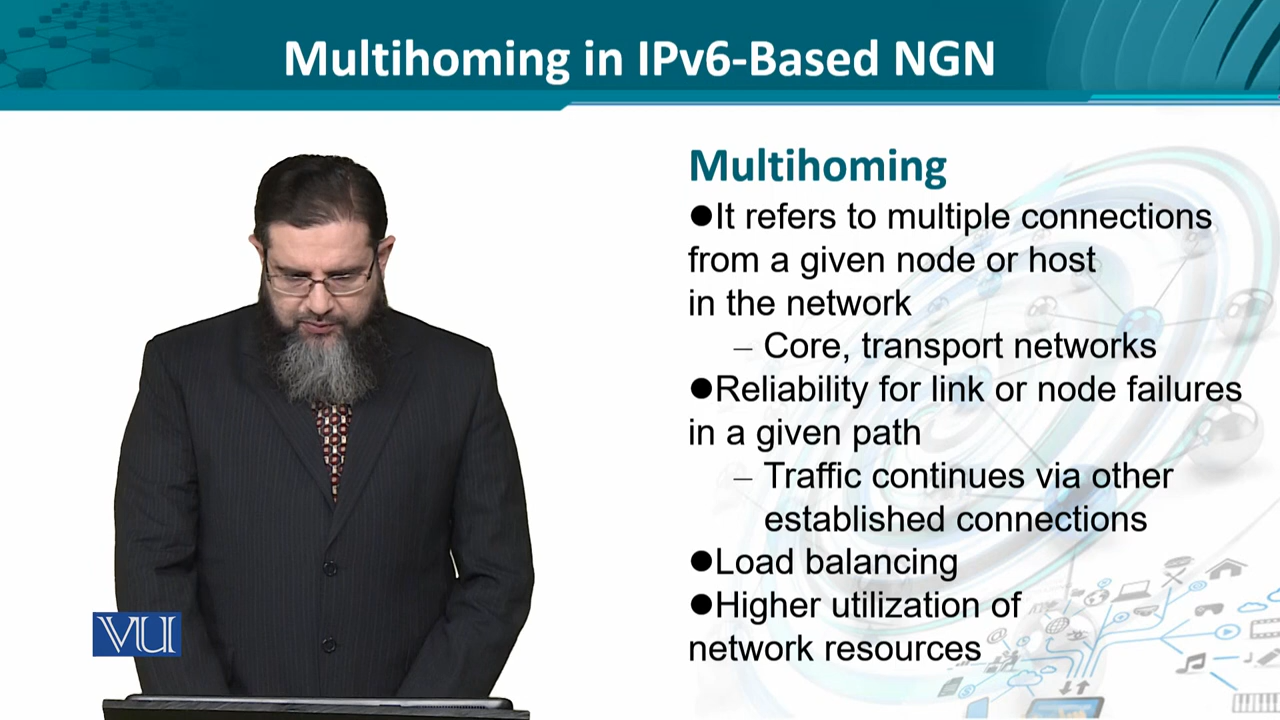 Multihoming in IPv6-Based NGN
Multihoming
●It refers to multiple connections
from a given node or host
in the network
– Core, transport networks
●Reliability for link or node failures
in a given path
– Traffic continues via other
established connections
●Load balancing
●Higher utilization of
network resources
VU